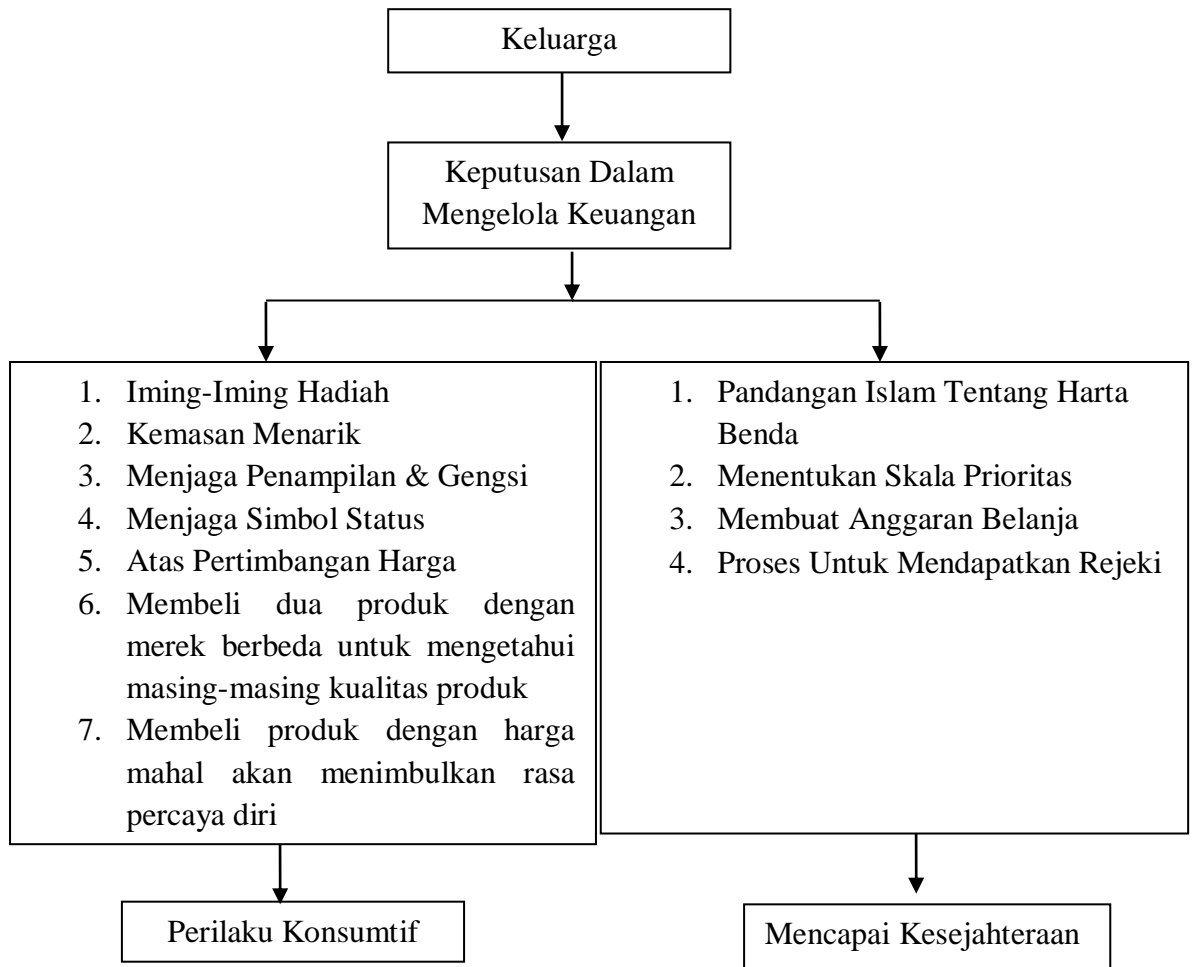 Keluarga
Keputusan Dalam
Mengelola Keuangan
1. Iming-Iming Hadiah
2. Kemasan Menarik
3. Menjaga Penampilan & Gengsi
4. Menjaga Simbol Status
5. Atas Pertimbangan Harga
6. Membeli dua produk dengan
merek berbeda untuk mengetahui
masing-masing kualitas produk
7. Membeli produk dengan harga
mahal akan menimbulkan rasa
percaya diri
1. Pandangan Islam Tentang Harta
Benda
2. Menentukan Skala Prioritas
3. Membuat Anggaran Belanja
4. Proses Untuk Mendapatkan Rejeki
Perilaku Konsumtif
Mencapai Kesejahteraan